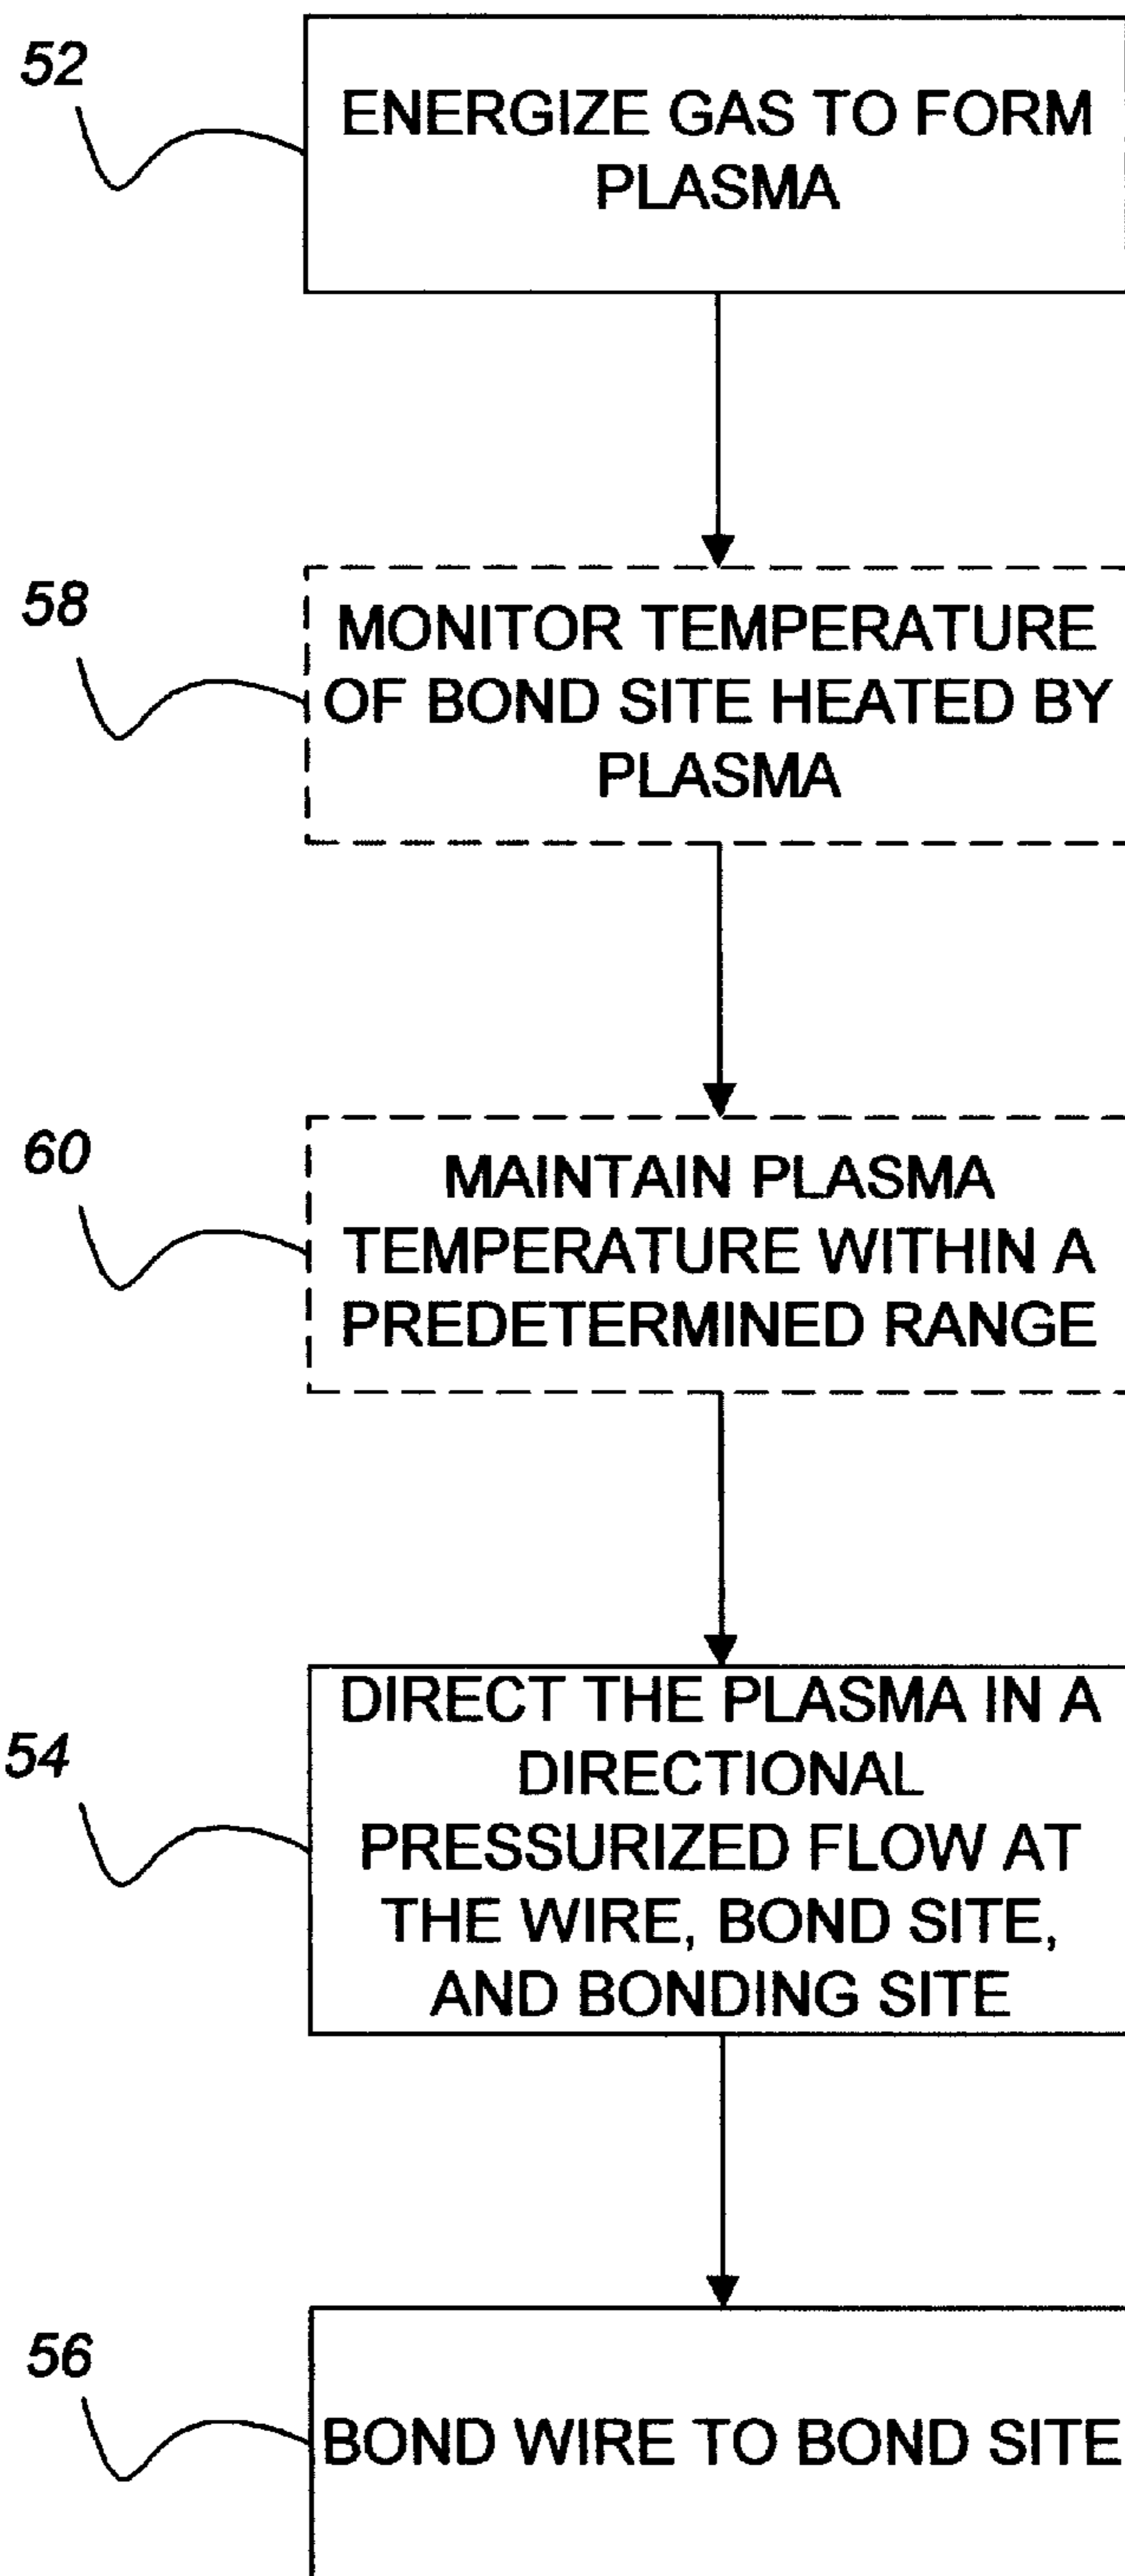 52
ENERGIZE GAS TO FORM
PLASMA
58
MONITOR TEMPERATURE
OF BOND SITE HEATED BY
PLASMA
60
MAINTAIN PLASMA
TEMPERATURE WITHIN A
PREDETERMINED RANGE
54
DIRECT THE PLASMA IN A
DIRECTIONAL
PRESSURIZED FLOW AT
THE WIRE, BOND SITE,
AND BONDING SITE
56
BOND WIRE TO BOND SITE